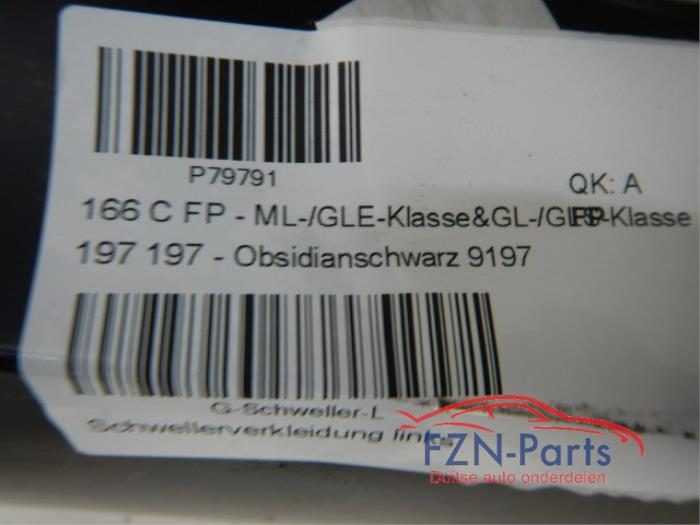 P79791
QK: A
166 C FP - ML-/GLE-Klasse&GL-/GLS-Klasse
FP
197 197 - Obsidianschwarz 9197
G-Schweller-L
Schwellerverkleidung links
FZN-Parts
Duitse auto onderdelen